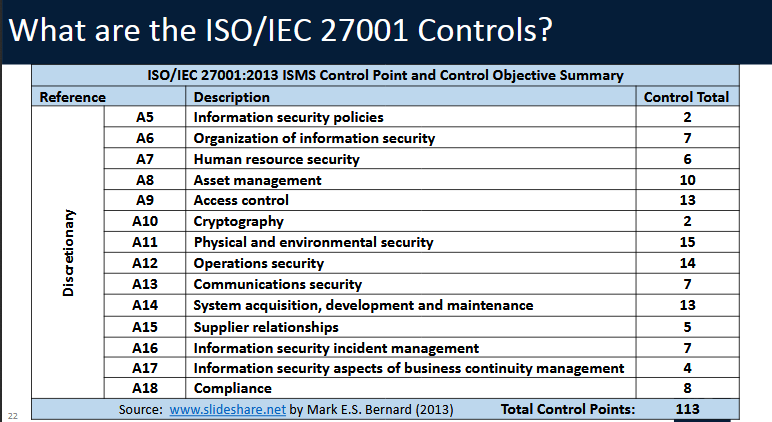 What are the ISO/IEC 27001 Controls?
ISO/IEC 27001:2013 ISMS Control Point and Control Objective Summary
Reference Description Control Total
Discretionary
A5 Information security policies 2
A6 Organization of information security 7
A7 Human resource security 6
A8 Asset management 10
A9 Access control 13
A10 Cryptography 2
A11 Physical and environmental security 15
A12 Operations security 14
A13 Communications security 7
A14 System acquisition, development and maintenance 13
A15 Supplier relationships 5
A16 Information security incident management 7
A17 Information security aspects of business continuity management 4
A18 Compliance 8
Source: www.slideshare.net by Mark E.S. Bernard (2013) Total Control Points: 113
22